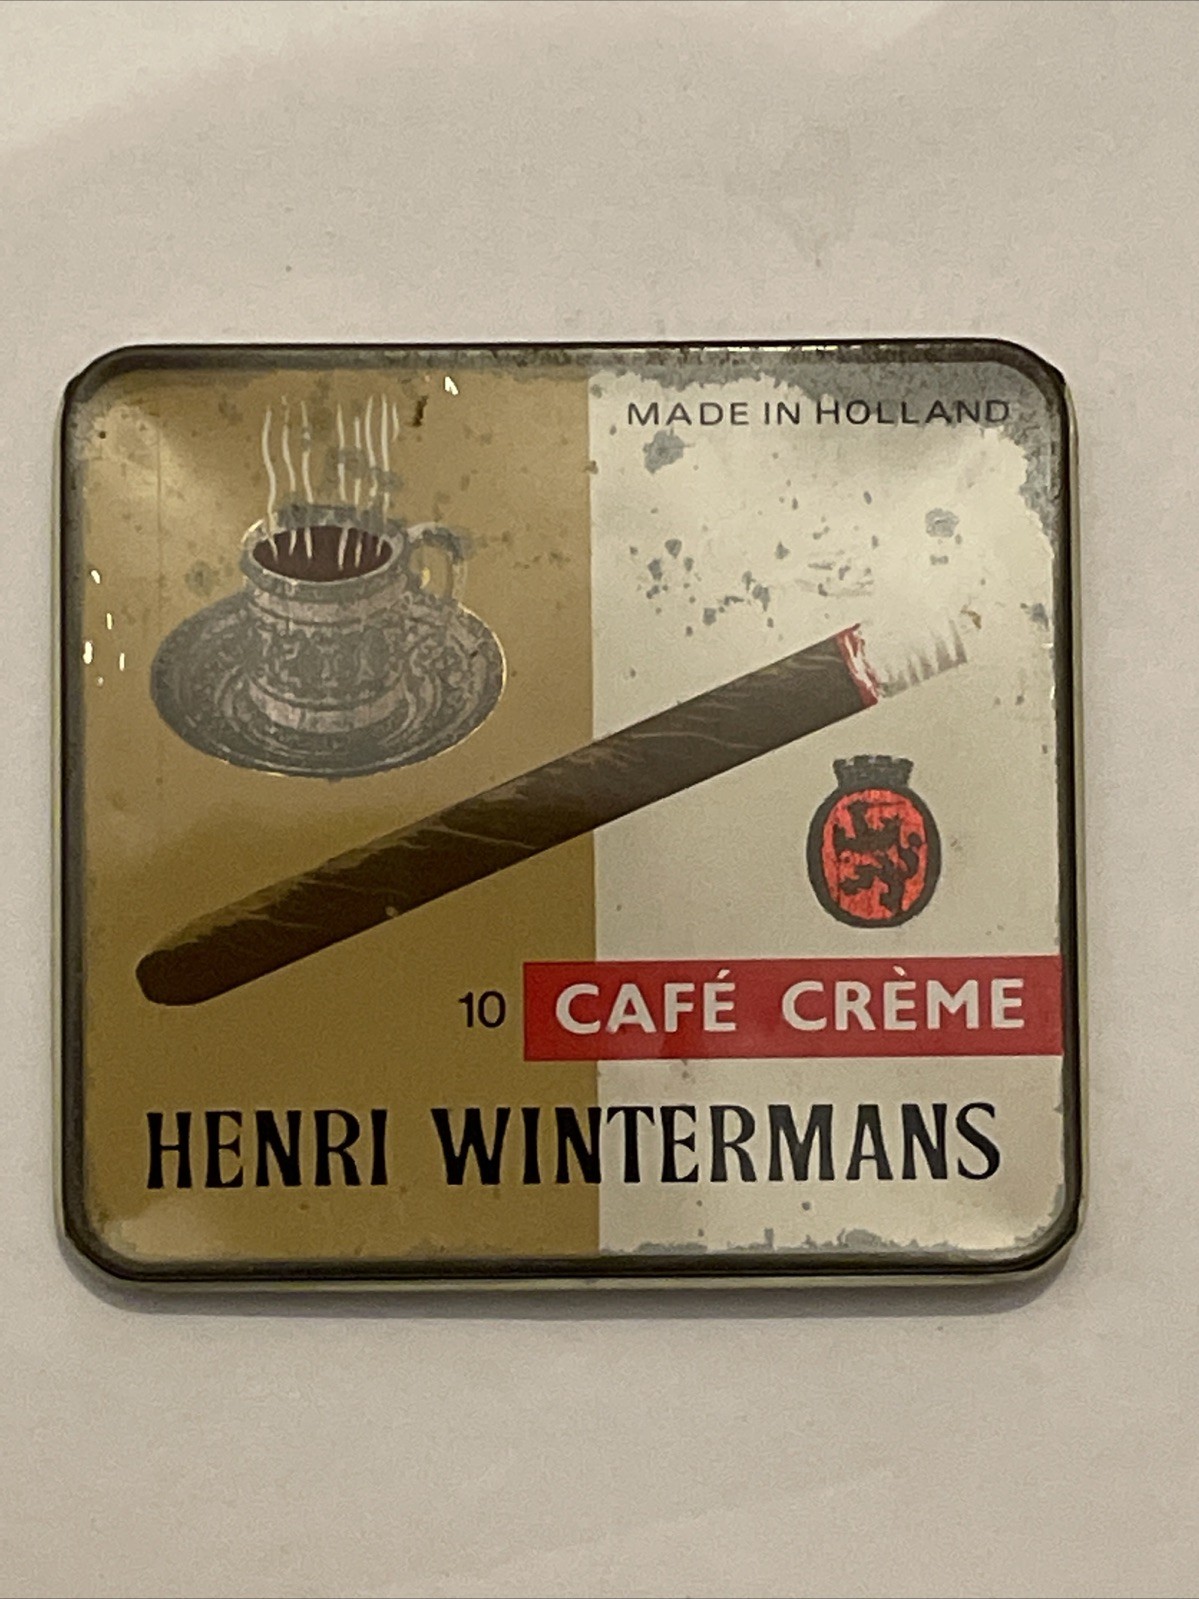 MADE IN HOLLAND
10 CAFÉ CRÈME
HENRI WINTERMANS